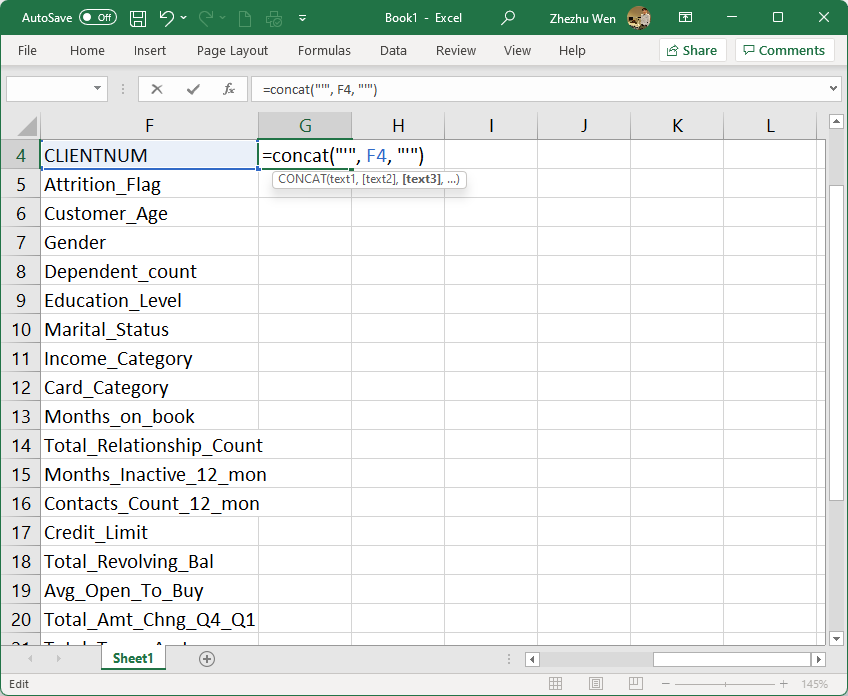 AutoSave Off Book1 - Excel Zhezhu Wen
File Home Insert Page Layout Formulas Data Review View Help Share Comments
fx =concat("'", F4, "'")
F G H I J K L
4 CLIENTNUM =concat("'", F4, "'")
CONCAT(text1, [text2], [text3], ...)
5 Attrition_Flag
6 Customer_Age
7 Gender
8 Dependent_count
9 Education_Level
10 Marital_Status
11 Income_Category
12 Card_Category
13 Months_on_book
14 Total_Relationship_Count
15 Months_Inactive_12_mon
16 Contacts_Count_12_mon
17 Credit_Limit
18 Total_Revolving_Bal
19 Avg_Open_To_Buy
20 Total_Amt_Chng_Q4_Q1
Sheet1
Edit 145%